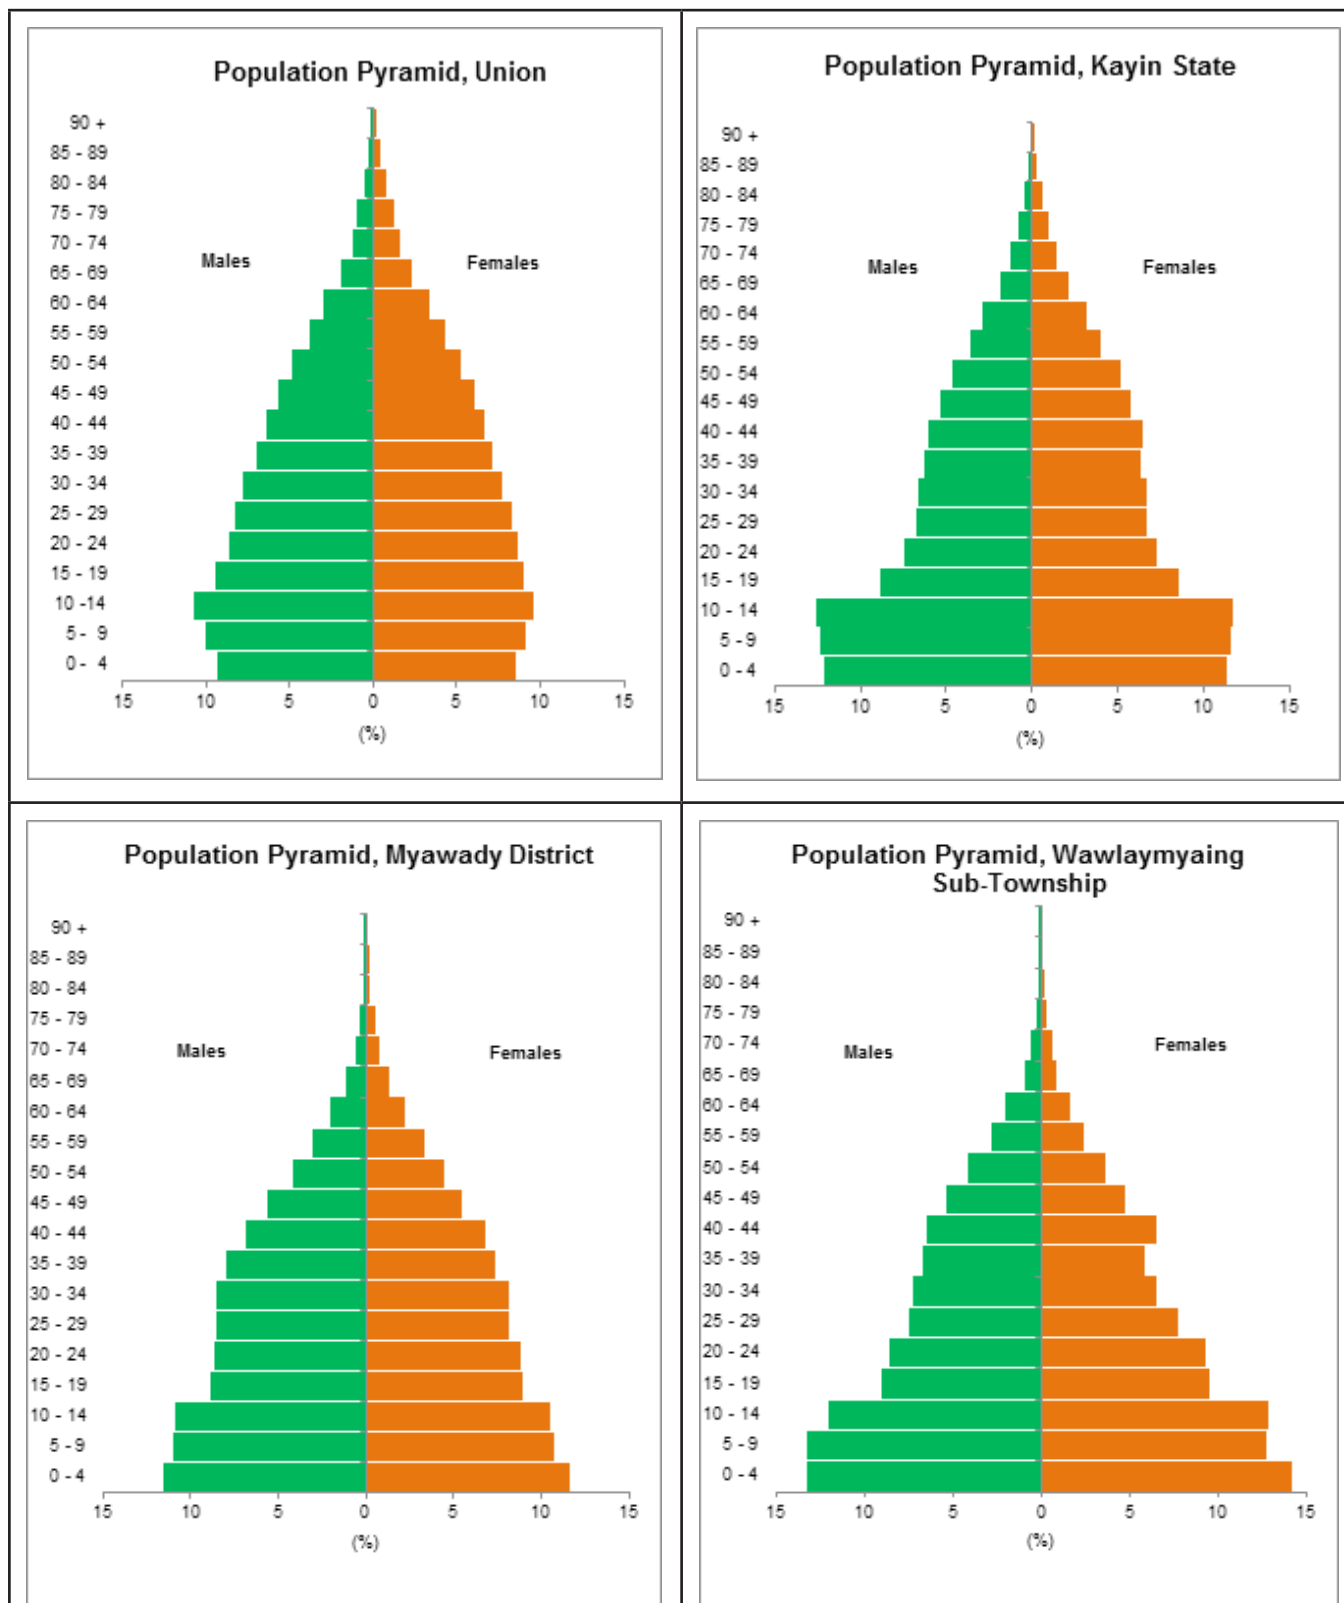 Population Pyramid, Union
90 +
85 - 89
80 - 84
75 - 79
70 - 74
65 - 69
60 - 64
55 - 59
50 - 54
45 - 49
40 - 44
35 - 39
30 - 34
25 - 29
20 - 24
15 - 19
10 -14
5 - 9
0 - 4
Males
Females
15 10 5 0 5 10 15
(%)
Population Pyramid, Kayin State
90 +
85 - 89
80 - 84
75 - 79
70 - 74
65 - 69
60 - 64
55 - 59
50 - 54
45 - 49
40 - 44
35 - 39
30 - 34
25 - 29
20 - 24
15 - 19
10 - 14
5 - 9
0 - 4
Males
Females
15 10 5 0 5 10 15
(%)
Population Pyramid, Myawady District
90 +
85 - 89
80 - 84
75 - 79
70 - 74
65 - 69
60 - 64
55 - 59
50 - 54
45 - 49
40 - 44
35 - 39
30 - 34
25 - 29
20 - 24
15 - 19
10 - 14
5 - 9
0 - 4
Males
Females
15 10 5 0 5 10 15
(%)
Population Pyramid, Wawlaymyaing
Sub-Township
90 +
85 - 89
80 - 84
75 - 79
70 - 74
65 - 69
60 - 64
55 - 59
50 - 54
45 - 49
40 - 44
35 - 39
30 - 34
25 - 29
20 - 24
15 - 19
10 - 14
5 - 9
0 - 4
Males
Females
15 10 5 0 5 10 15
(%)